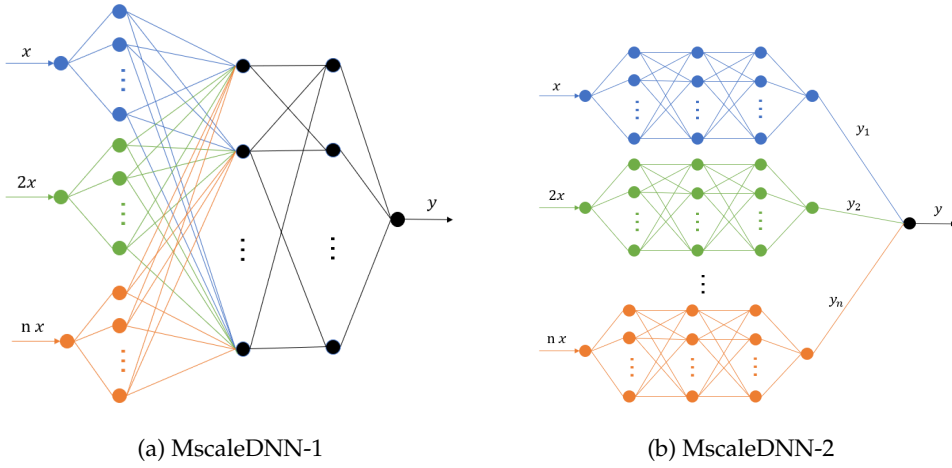 x
2x
n x
y
(a) MscaleDNN-1
x
2x
n x
y₁
y₂
yₙ
y
(b) MscaleDNN-2